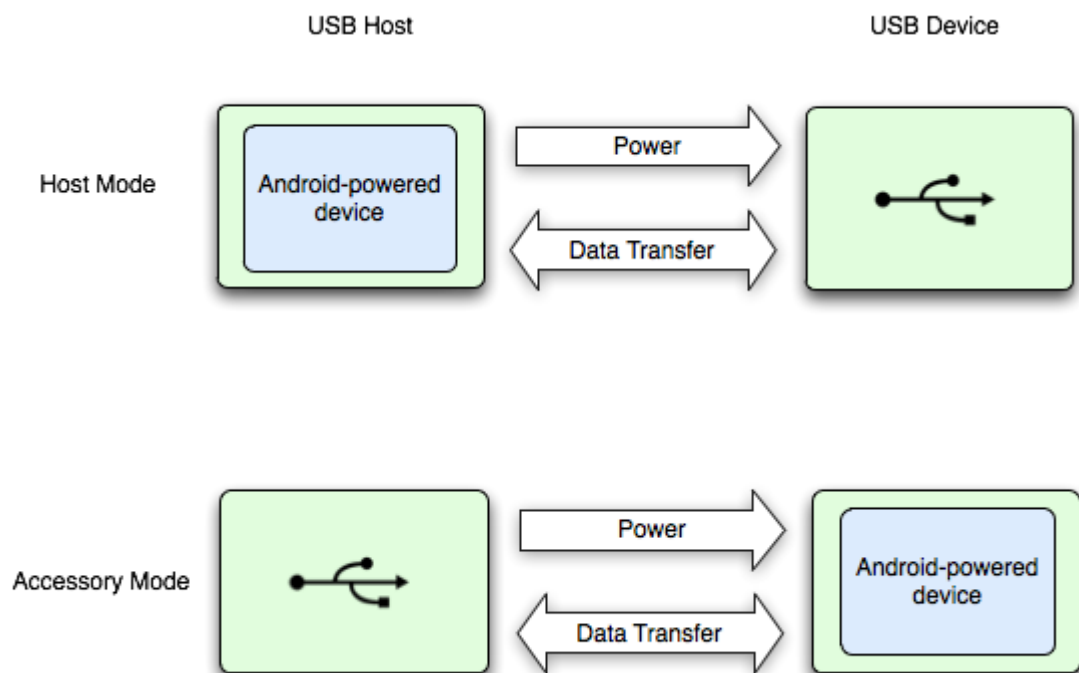 USB Host
USB Device
Host Mode
Android-powered
device
Power
Data Transfer
Accessory Mode
Power
Data Transfer
Android-powered
device